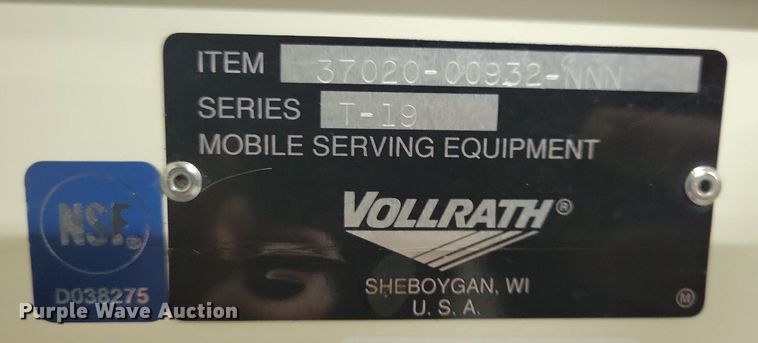 ITEM 37020-00932-NNN
SERIES T-19
MOBILE SERVING EQUIPMENT
VOLLRATH®
SHEBOYGAN, WI
U. S. A.
M
NSF®
D038275
Purple Wave Auction